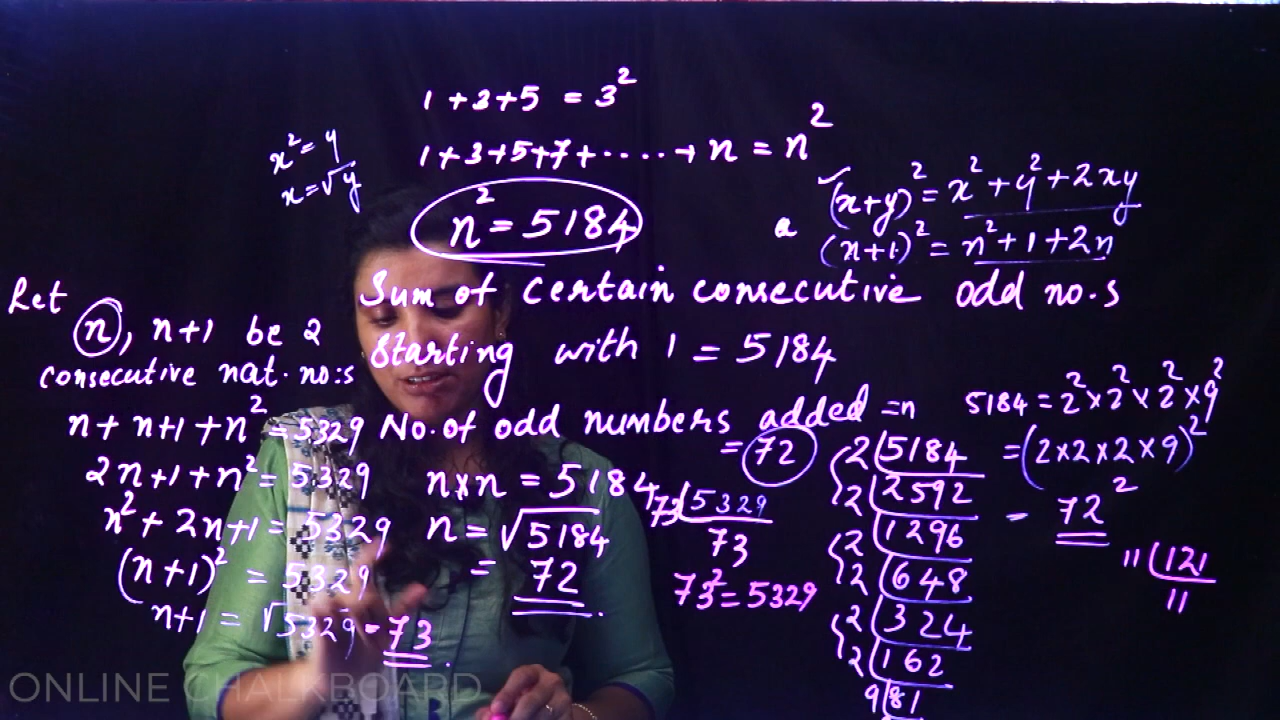 1 + 3 + 5 = 3²
1 + 3 + 5 + 7 + ..... + n = n²
x² = y
x = √y
n² = 5184
(x+y)² = x² + y² + 2xy
a
(n+1)² = n² + 1 + 2n
Sum of certain consecutive odd no.s
starting with 1 = 5184
Let
n, n+1 be 2
consecutive nat. no:s
n + n+1 + n² = 5329
2n + 1 + n² = 5329
n² + 2n + 1 = 5329
(n+1)² = 5329
n+1 = √5329 = 73
No. of odd numbers added = n
= 72
n x n = 5184
n = √5184
= 72
73 | 5329
73
73² = 5329
2 | 5184
2 | 2592
2 | 1296
2 | 648
2 | 324
2 | 162
9 | 81
5184 = 2² x 2² x 2² x 9²
= (2 x 2 x 2 x 9)²
= 72²
11 | 121
11
ONLINE CHALKBOARD